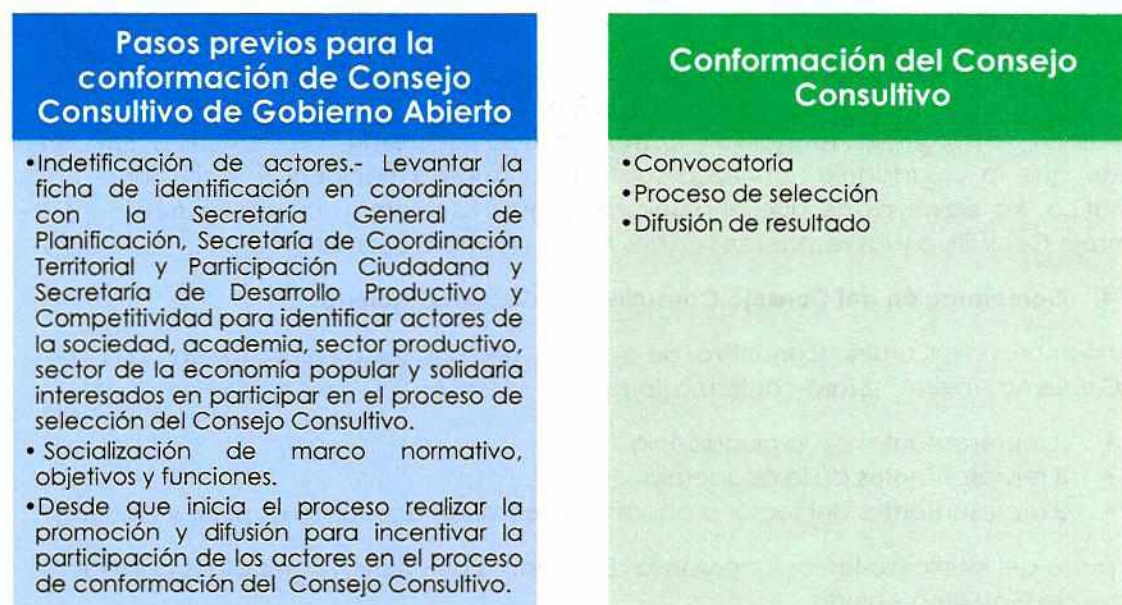 Pasos previos para la
conformación de Consejo
Consultivo de Gobierno Abierto
•Indetificación de actores.- Levantar la
ficha de identificación en coordinación
con la Secretaría General de
Planificación, Secretaría de Coordinación
Territorial y Participación Ciudadana y
Secretaría de Desarrollo Productivo y
Competitividad para identificar actores de
la sociedad, academia, sector productivo,
sector de la economía popular y solidaria
interesados en participar en el proceso de
selección del Consejo Consultivo.
• Socialización de marco normativo,
objetivos y funciones.
•Desde que inicia el proceso realizar la
promoción y difusión para incentivar la
participación de los actores en el proceso
de conformación del Consejo Consultivo.
Conformación del Consejo
Consultivo
•Convocatoria
•Proceso de selección
•Difusión de resultado